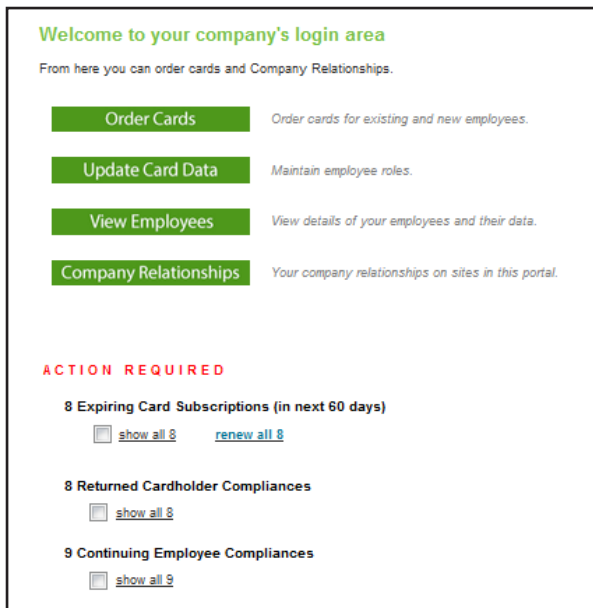 Welcome to your company's login area
From here you can order cards and Company Relationships.
Order Cards Order cards for existing and new employees.
Update Card Data Maintain employee roles.
View Employees View details of your employees and their data.
Company Relationships Your company relationships on sites in this portal.
ACTION REQUIRED
8 Expiring Card Subscriptions (in next 60 days)
show all 8 renew all 8
8 Returned Cardholder Compliances
show all 8
9 Continuing Employee Compliances
show all 9